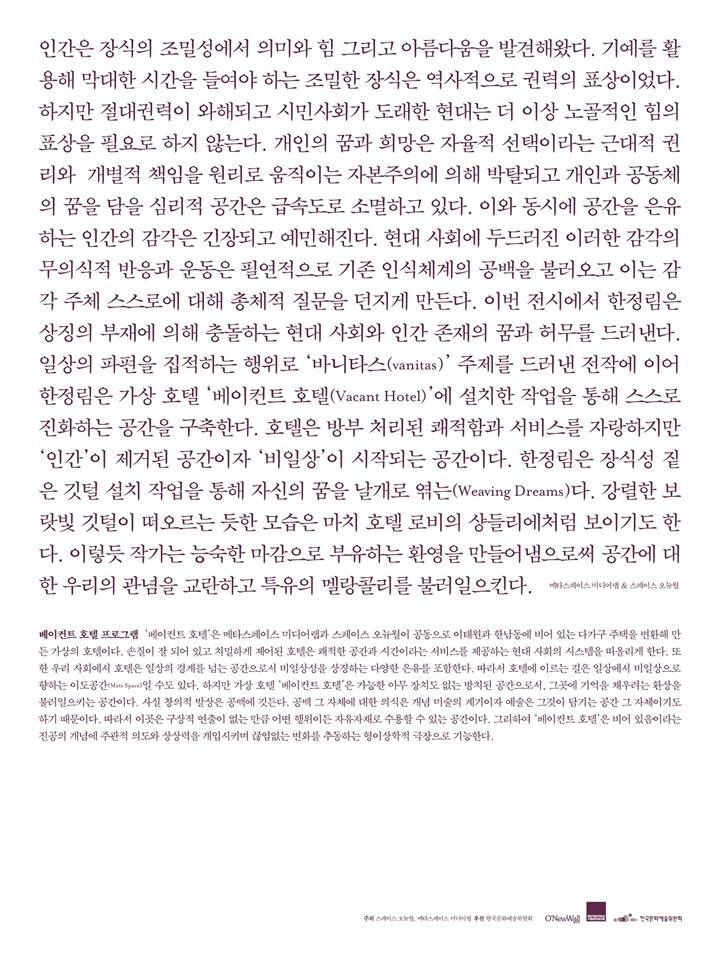 인간은 장식의 조밀성에서 의미와 힘 그리고 아름다움을 발견해왔다. 기예를 활
용해 막대한 시간을 들여야 하는 조밀한 장식은 역사적으로 권력의 표상이었다.
하지만 절대권력이 와해되고 시민사회가 도래한 현대는 더 이상 노골적인 힘의
표상을 필요로 하지 않는다. 개인의 꿈과 희망은 자율적 선택이라는 근대적 권
리와 개별적 책임을 원리로 움직이는 자본주의에 의해 박탈되고 개인과 공동체
의 꿈을 담을 심리적 공간은 급속도로 소멸하고 있다. 이와 동시에 공간을 은유
하는 인간의 감각은 긴장되고 예민해진다. 현대 사회에 두드러진 이러한 감각의
무의식적 반응과 운동은 필연적으로 기존 인식체계의 공백을 불러오고 이는 감
각 주체 스스로에 대해 총체적 질문을 던지게 만든다. 이번 전시에서 한정림은
상징의 부재에 의해 충돌하는 현대 사회와 인간 존재의 꿈과 허무를 드러낸다.
일상의 파편을 집적하는 행위로 ‘바니타스(vanitas)’ 주제를 드러낸 전작에 이어
한정림은 가상 호텔 ‘베이컨트 호텔(Vacant Hotel)’에 설치한 작업을 통해 스스로
진화하는 공간을 구축한다. 호텔은 방부 처리된 쾌적함과 서비스를 자랑하지만
‘인간’이 제거된 공간이자 ‘비일상’이 시작되는 공간이다. 한정림은 장식성 짙
은 깃털 설치 작업을 통해 자신의 꿈을 날개로 엮는(Weaving Dreams)다. 강렬한 보
랏빛 깃털이 떠오르는 듯한 모습은 마치 호텔 로비의 샹들리에처럼 보이기도 한
다. 이렇듯 작가는 능숙한 마감으로 부유하는 환영을 만들어냄으로써 공간에 대
한 우리의 관념을 교란하고 특유의 멜랑콜리를 불러일으킨다. 메타스페이스 미디어랩 & 스페이스 오뉴월
베이컨트 호텔 프로그램 ‘베이컨트 호텔’은 메타스페이스 미디어랩과 스페이스 오뉴월이 공동으로 이태원과 한남동에 비어 있는 다가구 주택을 변환해 만
든 가상의 호텔이다. 손질이 잘 되어 있고 치밀하게 제어된 호텔은 쾌적한 공간과 시간이라는 서비스를 제공하는 현대 사회의 시스템을 떠올리게 한다. 또
한 우리 사회에서 호텔은 일상의 경계를 넘는 공간으로서 비일상성을 상징하는 다양한 은유를 포함한다. 따라서 호텔에 이르는 길은 일상에서 비일상으로
향하는 이도공간(Meta Space)일 수도 있다. 하지만 가상 호텔 ‘베이컨트 호텔’은 가능한 아무 장치도 없는 방치된 공간으로서, 그곳에 기억을 채우려는 환상을
불러일으키는 공간이다. 사실 창의적 발상은 공백에 깃든다. 공백 그 자체에 대한 의식은 개념 미술의 계기이자 예술은 그것이 담기는 공간 그 자체이기도
하기 때문이다. 따라서 이곳은 구상적 연출이 없는 만큼 어떤 행위이든 자유자재로 수용할 수 있는 공간이다. 그리하여 ‘베이컨트 호텔’은 비어 있음이라는
진공의 개념에 주관적 의도와 상상력을 개입시키며 끊임없는 변화를 추동하는 형이상학적 극장으로 기능한다.
주최 스페이스 오뉴월, 메타스페이스 미디어랩 후원 한국문화예술위원회 O'NewWall 한국문화예술위원회